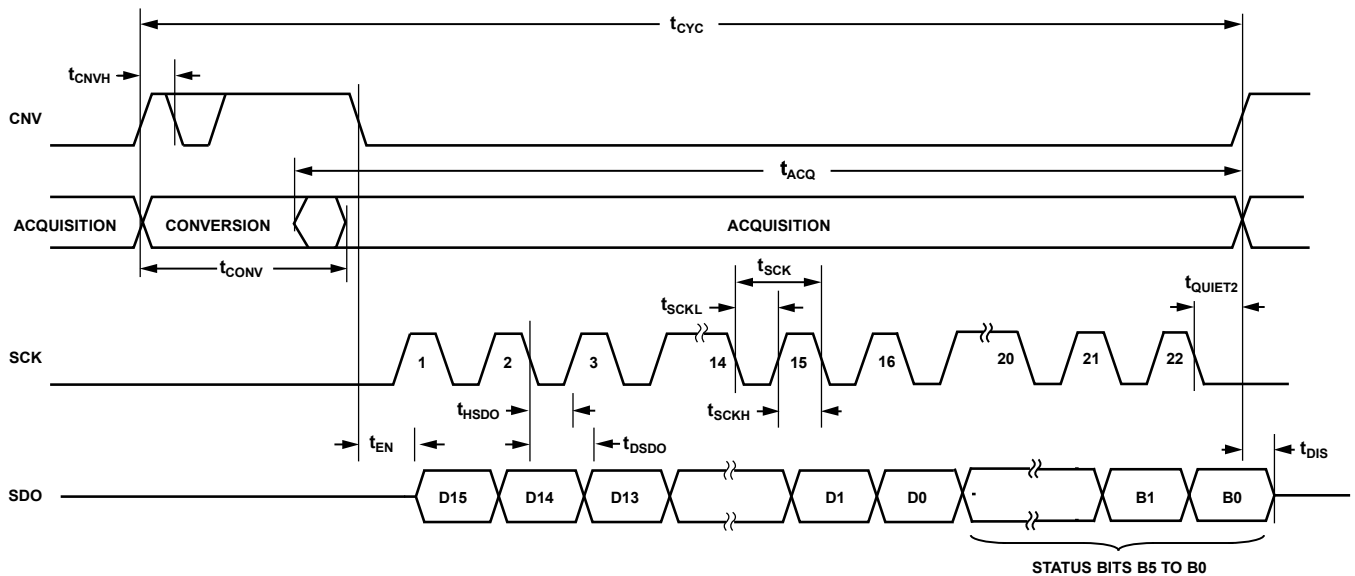 tCYC
tCNVH
CNV
tACQ
ACQUISITION CONVERSION ACQUISITION
tCONV
tSCK
tQUIET2
tSCKL
SCK 1 2 3 14 15 16 20 21 22
tHSDO tSCKH
tEN tDSDO tDIS
SDO D15 D14 D13 D1 D0 B1 B0
STATUS BITS B5 TO B0